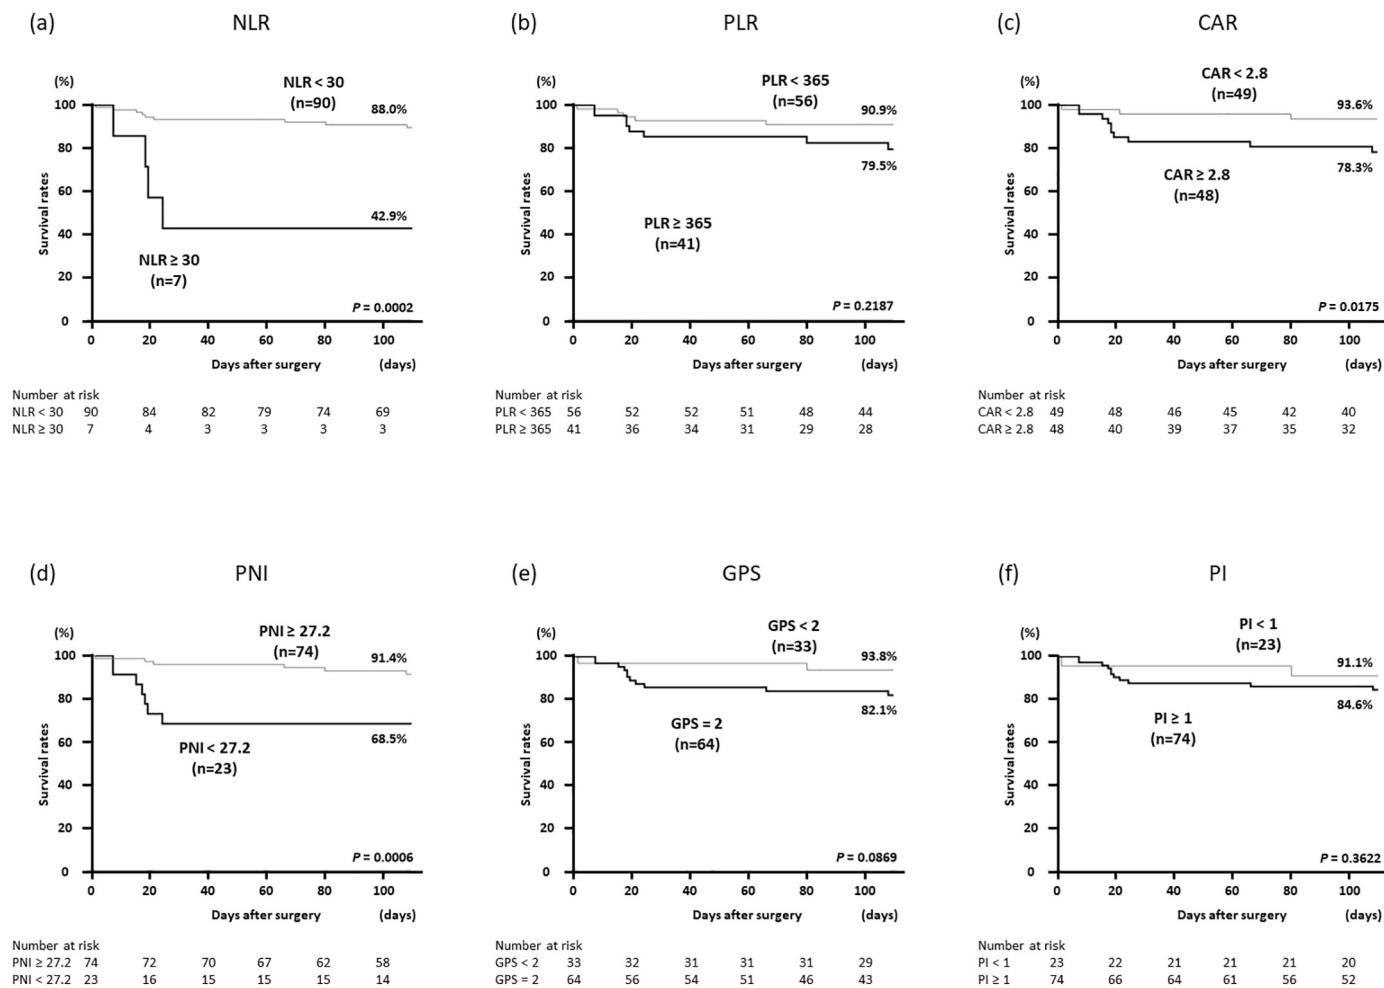 (a) NLR
(%)
NLR < 30
(n=90)
100
80
60
40
20
0
Survival rates
88.0%
42.9%
NLR ≥ 30
(n=7)
P = 0.0002
0 20 40 60 80 100
Days after surgery (days)
Number at risk
NLR < 30 90 84 82 79 74 69
NLR ≥ 30 7 4 3 3 3 3
(b) PLR
(%)
PLR < 365
(n=56)
100
80
60
40
20
0
Survival rates
90.9%
79.5%
PLR ≥ 365
(n=41)
P = 0.2187
0 20 40 60 80 100
Days after surgery (days)
Number at risk
PLR < 365 56 52 52 51 48 44
PLR ≥ 365 41 36 34 31 29 28
(c) CAR
(%)
CAR < 2.8
(n=49)
100
80
60
40
20
0
Survival rates
93.6%
78.3%
CAR ≥ 2.8
(n=48)
P = 0.0175
0 20 40 60 80 100
Days after surgery (days)
Number at risk
CAR < 2.8 49 48 46 45 42 40
CAR ≥ 2.8 48 40 39 37 35 32
(d) PNI
(%)
PNI ≥ 27.2
(n=74)
100
80
60
40
20
0
Survival rates
91.4%
68.5%
PNI < 27.2
(n=23)
P = 0.0006
0 20 40 60 80 100
Days after surgery (days)
Number at risk
PNI ≥ 27.2 74 72 70 67 62 58
PNI < 27.2 23 16 15 15 15 14
(e) GPS
(%)
GPS < 2
(n=33)
100
80
60
40
20
0
Survival rates
93.8%
82.1%
GPS = 2
(n=64)
P = 0.0869
0 20 40 60 80 100
Days after surgery (days)
Number at risk
GPS < 2 33 32 31 31 31 29
GPS = 2 64 56 54 51 46 43
(f) PI
(%)
PI < 1
(n=23)
100
80
60
40
20
0
Survival rates
91.1%
84.6%
PI ≥ 1
(n=74)
P = 0.3622
0 20 40 60 80 100
Days after surgery (days)
Number at risk
PI < 1 23 22 21 21 21 20
PI ≥ 1 74 66 64 61 56 52